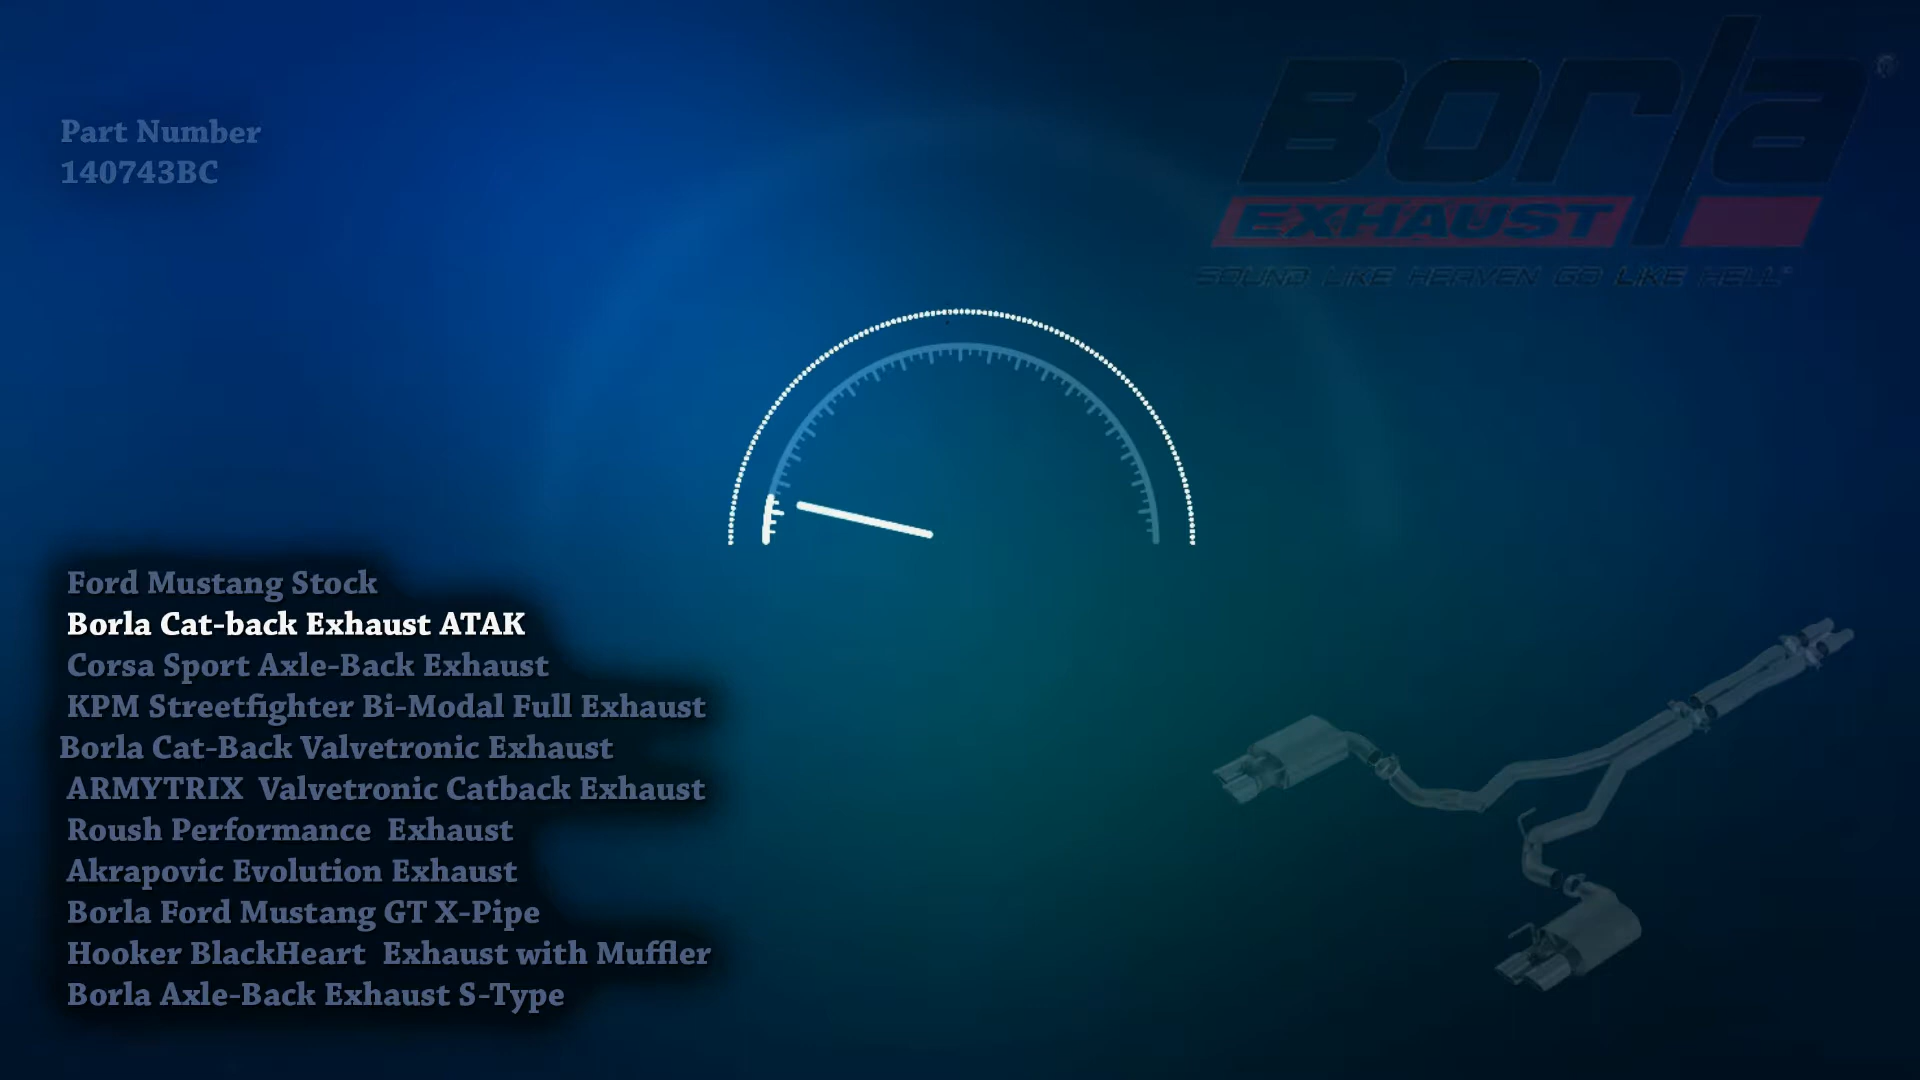 Part Number
140743BC
BORLA®
EXHAUST
SOUND LIKE HEAVEN GO LIKE HELL
Ford Mustang Stock
Borla Cat-back Exhaust ATAK
Corsa Sport Axle-Back Exhaust
KPM Streetfighter Bi-Modal Full Exhaust
Borla Cat-Back Valvetronic Exhaust
ARMYTRIX Valvetronic Catback Exhaust
Roush Performance Exhaust
Akrapovic Evolution Exhaust
Borla Ford Mustang GT X-Pipe
Hooker BlackHeart Exhaust with Muffler
Borla Axle-Back Exhaust S-Type